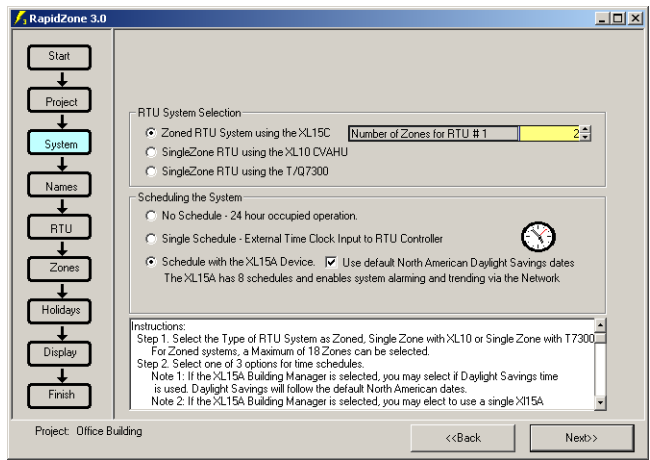 RapidZone 3.0
Start
Project
System
Names
RTU
Zones
Holidays
Display
Finish
RTU System Selection
Zoned RTU System using the XL15C
Number of Zones for RTU # 1
2
SingleZone RTU using the XL10 CVAHU
SingleZone RTU using the T/Q7300
Scheduling the System
No Schedule - 24 hour occupied operation.
Single Schedule - External Time Clock Input to RTU Controller
Schedule with the XL15A Device.
Use default North American Daylight Savings dates
The XL15A has 8 schedules and enables system alarming and trending via the Network
Instructions:
Step 1. Select the Type of RTU System as Zoned, Single Zone with XL10 or Single Zone with T7300
For Zoned systems, a Maximum of 18 Zones can be selected.
Step 2. Select one of 3 options for time schedules.
Note 1: If the XL15A Building Manager is selected, you may select if Daylight Savings time
is used. Daylight Savings will follow the default North American dates.
Note 2: If the XL15A Building Manager is selected, you may elect to use a single Xl15A
Project: Office Building
<<Back
Next>>